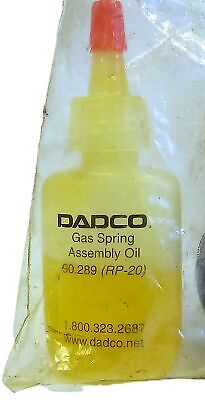 DADCO
Gas Spring
Assembly Oil
90.289 (RP-20)
1.800.323.2687
www.dadco.net